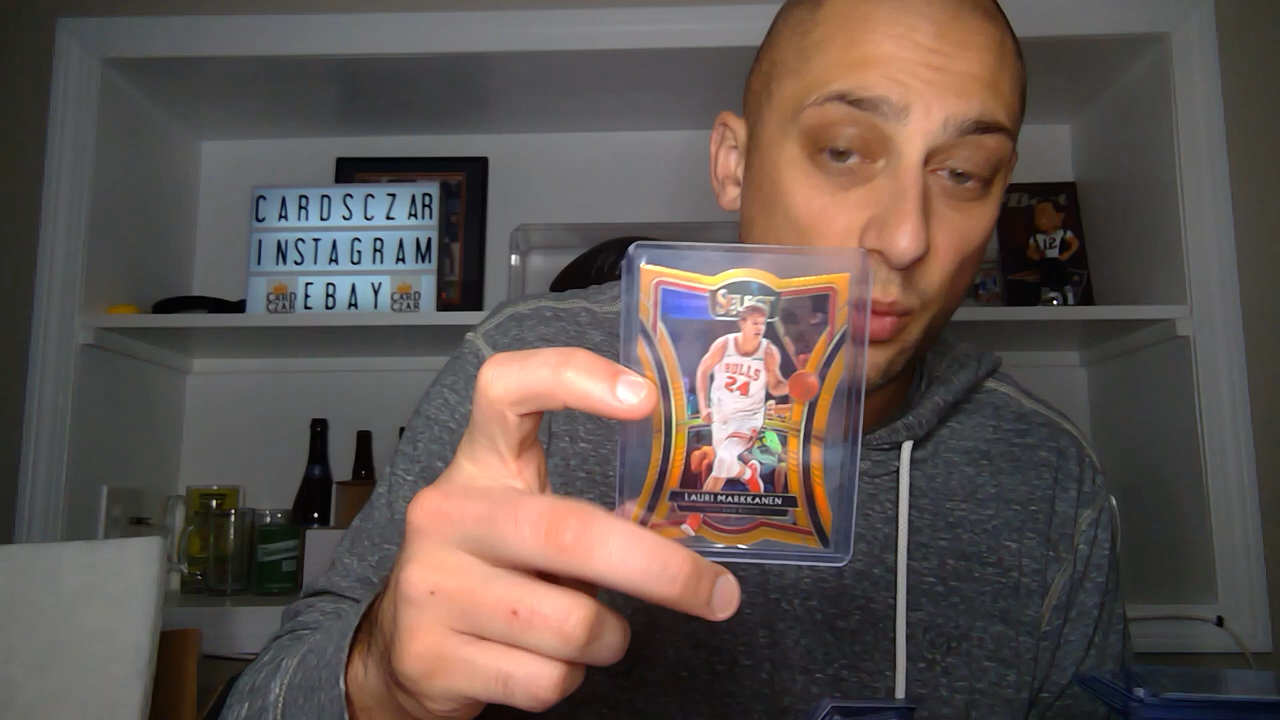 CARDSCZAR
INSTAGRAM
CARD CZAR EBAY CARD CZAR
SELECT
BULLS
24
LAURI MARKKANEN
12